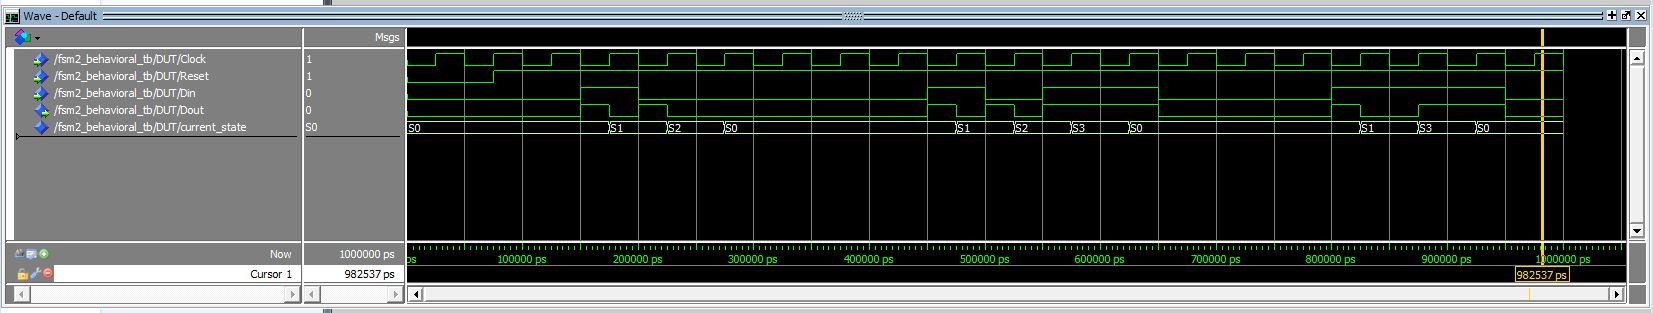 Wave - Default
Msgs
/fsm2_behavioral_tb/DUT/Clock 1
/fsm2_behavioral_tb/DUT/Reset 1
/fsm2_behavioral_tb/DUT/Din 0
/fsm2_behavioral_tb/DUT/Dout 0
/fsm2_behavioral_tb/DUT/current_state S0 S0 S1 S2 S0 S1 S2 S3 S0 S1 S3 S0
Now 1000000 ps ps 100000 ps 200000 ps 300000 ps 400000 ps 500000 ps 600000 ps 700000 ps 800000 ps 900000 ps 1000000 ps
Cursor 1 982537 ps 982537 ps